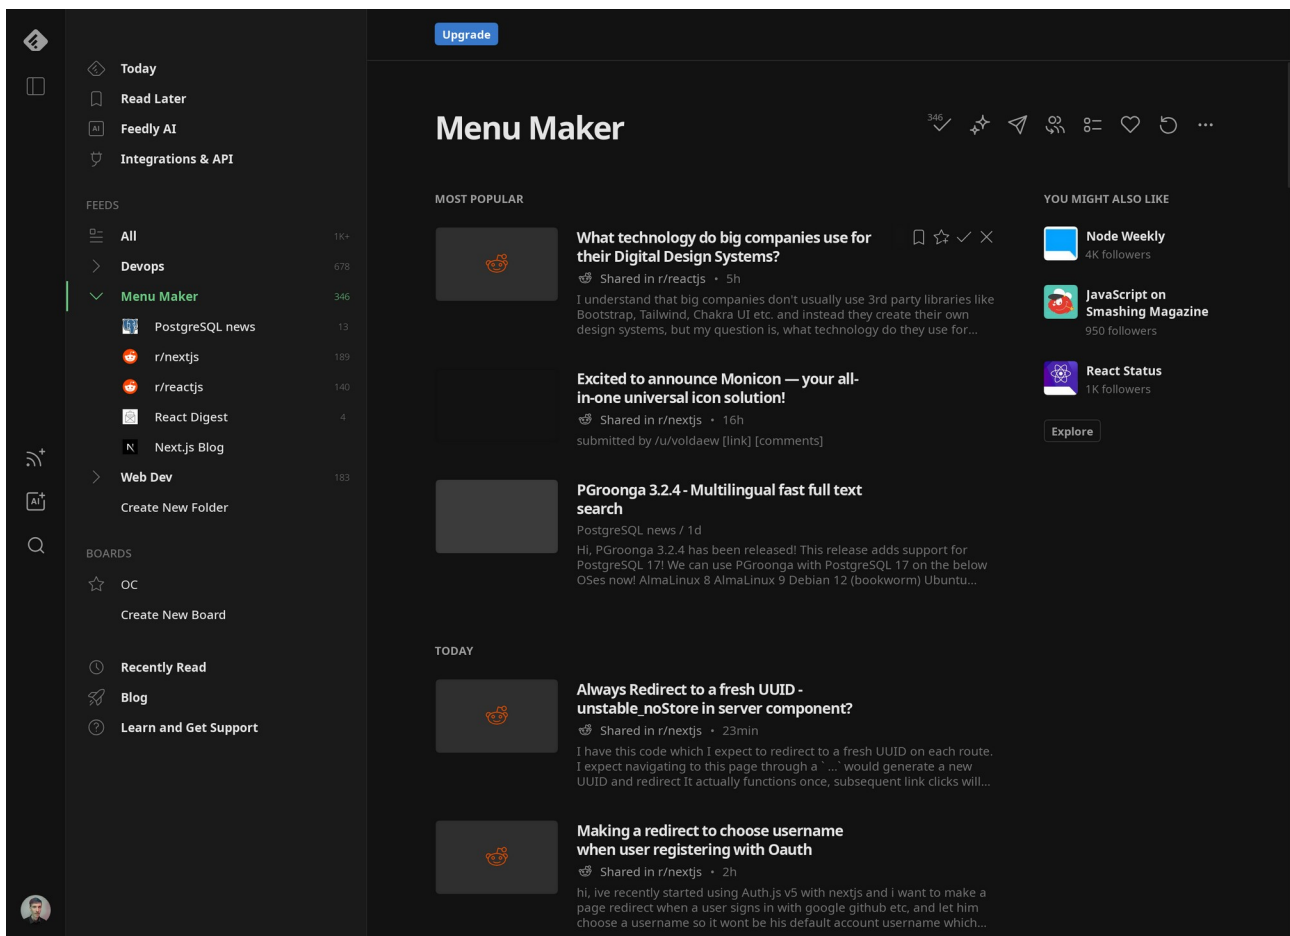 Upgrade
Today
Read Later
AI Feedly AI
Integrations & API
FEEDS
All 1K+
Devops 678
Menu Maker 346
PostgreSQL news 13
r/nextjs 189
r/reactjs 140
React Digest 4
N Next.js Blog
Web Dev 183
Create New Folder
BOARDS
OC
Create New Board
Recently Read
Blog
? Learn and Get Support
AI
Menu Maker
346
MOST POPULAR
What technology do big companies use for
their Digital Design Systems?
Shared in r/reactjs • 5h
I understand that big companies don't usually use 3rd party libraries like
Bootstrap, Tailwind, Chakra UI etc. and instead they create their own
design systems, but my question is, what technology do they use for...
Excited to announce Monicon — your all-
in-one universal icon solution!
Shared in r/nextjs • 16h
submitted by /u/voldaew [link] [comments]
PGroonga 3.2.4 - Multilingual fast full text
search
PostgreSQL news / 1d
Hi, PGroonga 3.2.4 has been released! This release adds support for
PostgreSQL 17! We can use PGroonga with PostgreSQL 17 on the below
OSes now! AlmaLinux 8 AlmaLinux 9 Debian 12 (bookworm) Ubuntu...
TODAY
Always Redirect to a fresh UUID -
unstable_noStore in server component?
Shared in r/nextjs • 23min
I have this code which I expect to redirect to a fresh UUID on each route.
I expect navigating to this page through a ` ...` would generate a new
UUID and redirect It actually functions once, subsequent link clicks will...
Making a redirect to choose username
when user registering with Oauth
Shared in r/nextjs • 2h
hi, ive recently started using Auth.js v5 with nextjs and i want to make a
page redirect when a user signs in with google github etc, and let him
choose a username so it wont be his default account username which...
YOU MIGHT ALSO LIKE
Node Weekly
4K followers
JavaScript on
Smashing Magazine
950 followers
React Status
1K followers
Explore